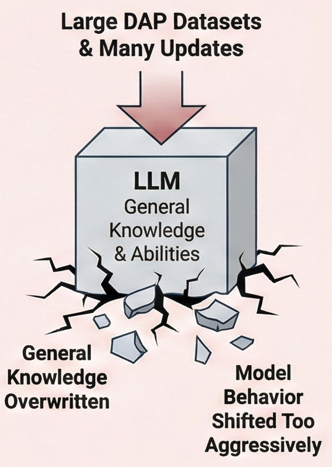 Large DAP Datasets
& Many Updates
LLM
General
Knowledge
& Abilities
General
Knowledge
Overwritten
Model
Behavior
Shifted Too
Aggressively